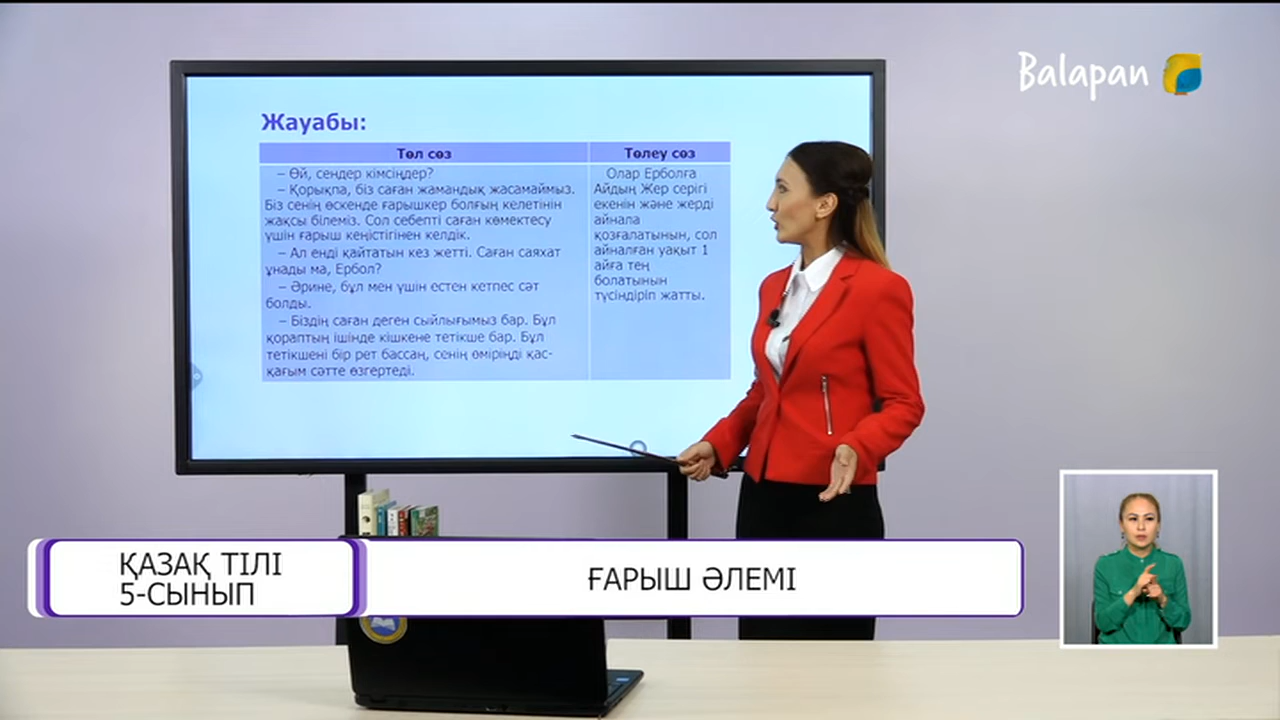 Balapan
Жауабы:
Төл сөз
– Өй, сендер кімсіңдер?
– Қорықпа, біз саған жамандық жасамаймыз.
Біз сенің өскенде ғарышкер болғың келетінін
жақсы білеміз. Сол себепті саған көмектесу
үшін ғарыш кеңістігінен келдік.
– Ал енді қайтатын кез жетті. Саған саяхат
ұнады ма, Ербол?
– Әрине, бұл мен үшін естен кетпес сәт
болды.
– Біздің саған деген сыйлығымыз бар. Бұл
қораптың ішінде кішкене тетікше бар. Бұл
тетікшені бір рет бассаң, сенің өміріңді қас-
қағым сәтте өзгертеді.
Төлеу сөз
Олар Ерболға
Айдың Жер серігі
екенін және жерді
айнала
қозғалатынын, сол
айналған уақыт 1
айға тең
болатынын
түсіндіріп жатты.
ҚАЗАҚ ТІЛІ
5-СЫНЫП
ҒАРЫШ ӘЛЕМІ